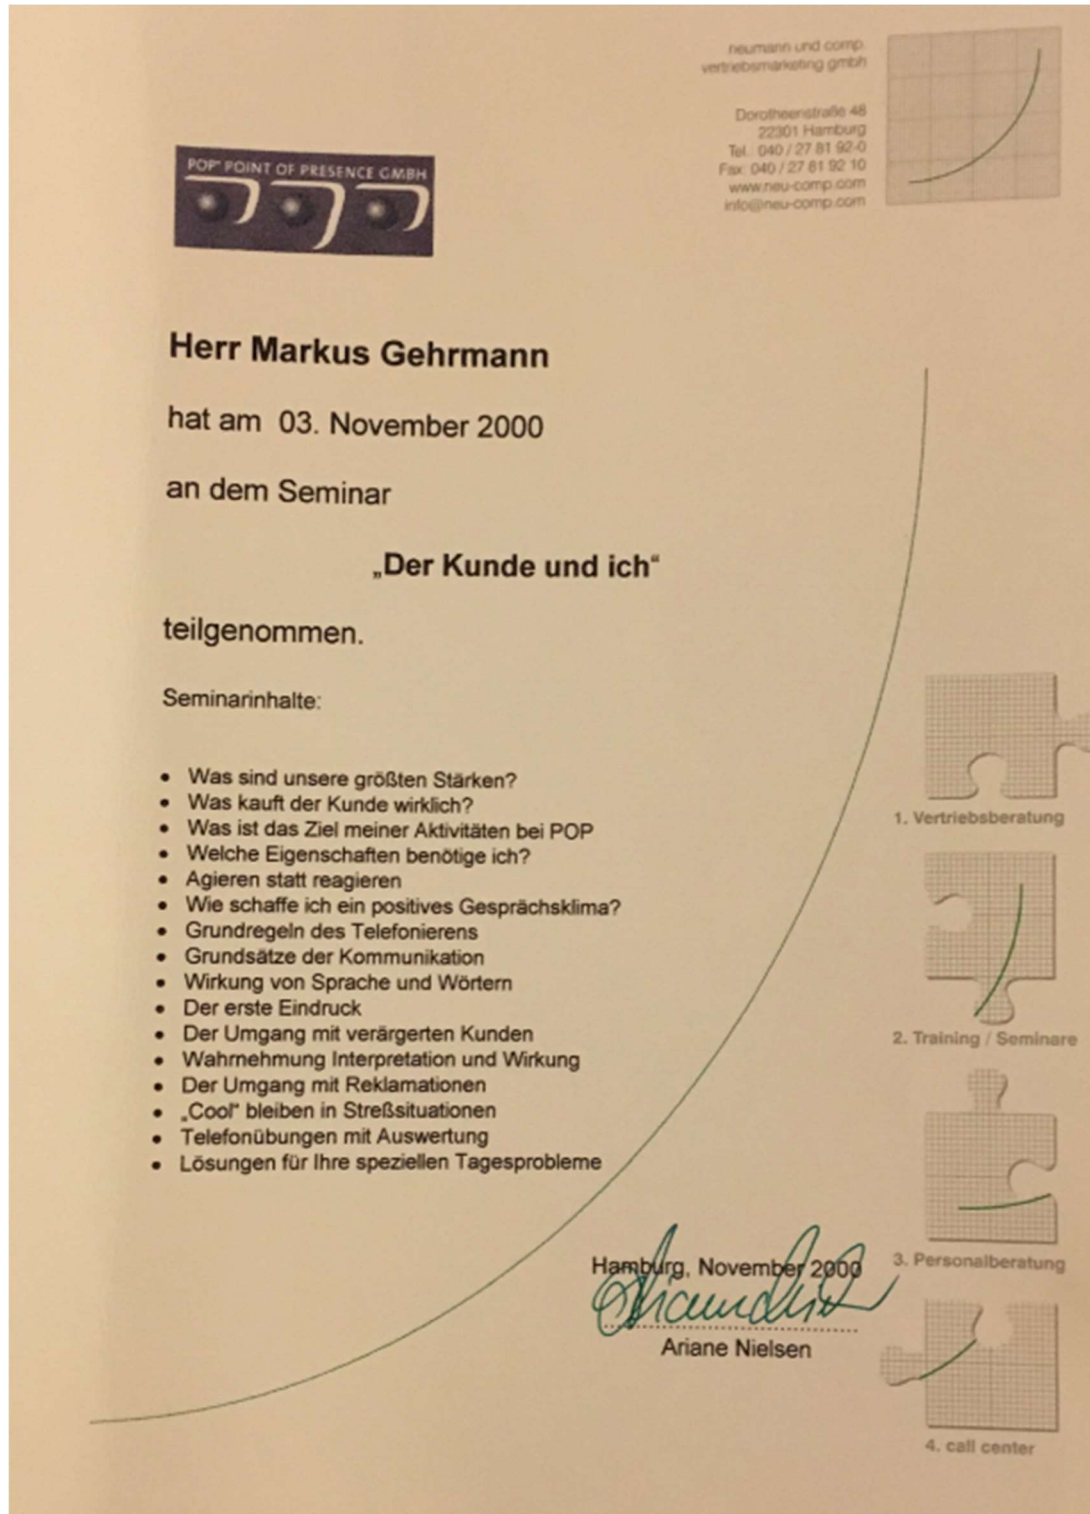 neumann und comp.
vertriebsmarketing gmbh
Dorotheenstraße 48
22301 Hamburg
Tel.: 040 / 27 81 92-0
Fax: 040 / 27 81 92 10
www.neu-comp.com
info@neu-comp.com
POP* POINT OF PRESENCE GMBH
Herr Markus Gehrmann
hat am 03. November 2000
an dem Seminar
„Der Kunde und ich“
teilgenommen.
Seminarinhalte:
• Was sind unsere größten Stärken?
• Was kauft der Kunde wirklich?
• Was ist das Ziel meiner Aktivitäten bei POP
• Welche Eigenschaften benötige ich?
• Agieren statt reagieren
• Wie schaffe ich ein positives Gesprächsklima?
• Grundregeln des Telefonierens
• Grundsätze der Kommunikation
• Wirkung von Sprache und Wörtern
• Der erste Eindruck
• Der Umgang mit verärgerten Kunden
• Wahrnehmung Interpretation und Wirkung
• Der Umgang mit Reklamationen
• „Cool“ bleiben in Streßsituationen
• Telefonübungen mit Auswertung
• Lösungen für Ihre speziellen Tagesprobleme
Hamburg, November 2000
Ariane Nielsen
1. Vertriebsberatung
2. Training / Seminare
3. Personalberatung
4. call center